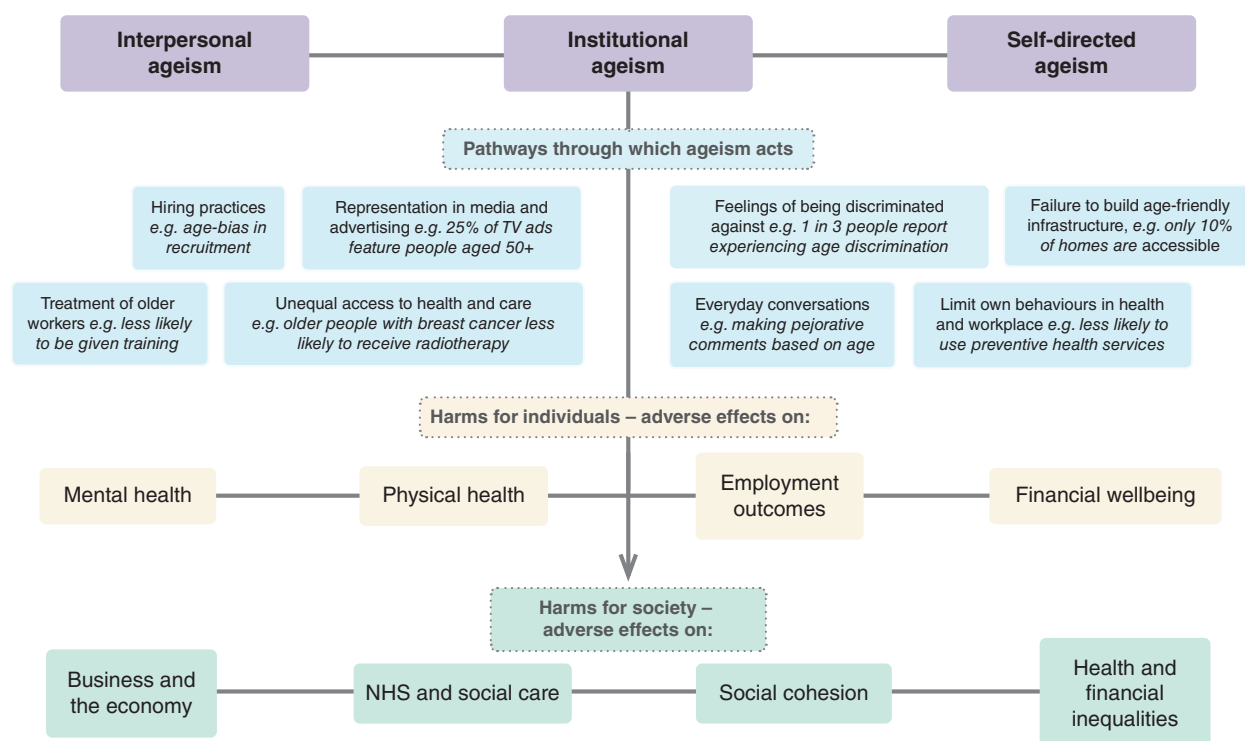 Interpersonal
ageism
Institutional
ageism
Self-directed
ageism
Pathways through which ageism acts
Hiring practices
e.g. age-bias in
recruitment
Representation in media and
advertising e.g. 25% of TV ads
feature people aged 50+
Feelings of being discriminated
against e.g. 1 in 3 people report
experiencing age discrimination
Failure to build age-friendly
infrastructure, e.g. only 10%
of homes are accessible
Treatment of older
workers e.g. less likely
to be given training
Unequal access to health and care
e.g. older people with breast cancer less
likely to receive radiotherapy
Everyday conversations
e.g. making pejorative
comments based on age
Limit own behaviours in health
and workplace e.g. less likely to
use preventive health services
Harms for individuals – adverse effects on:
Mental health
Physical health
Employment
outcomes
Financial wellbeing
Harms for society –
adverse effects on:
Business and
the economy
NHS and social care
Social cohesion
Health and
financial
inequalities